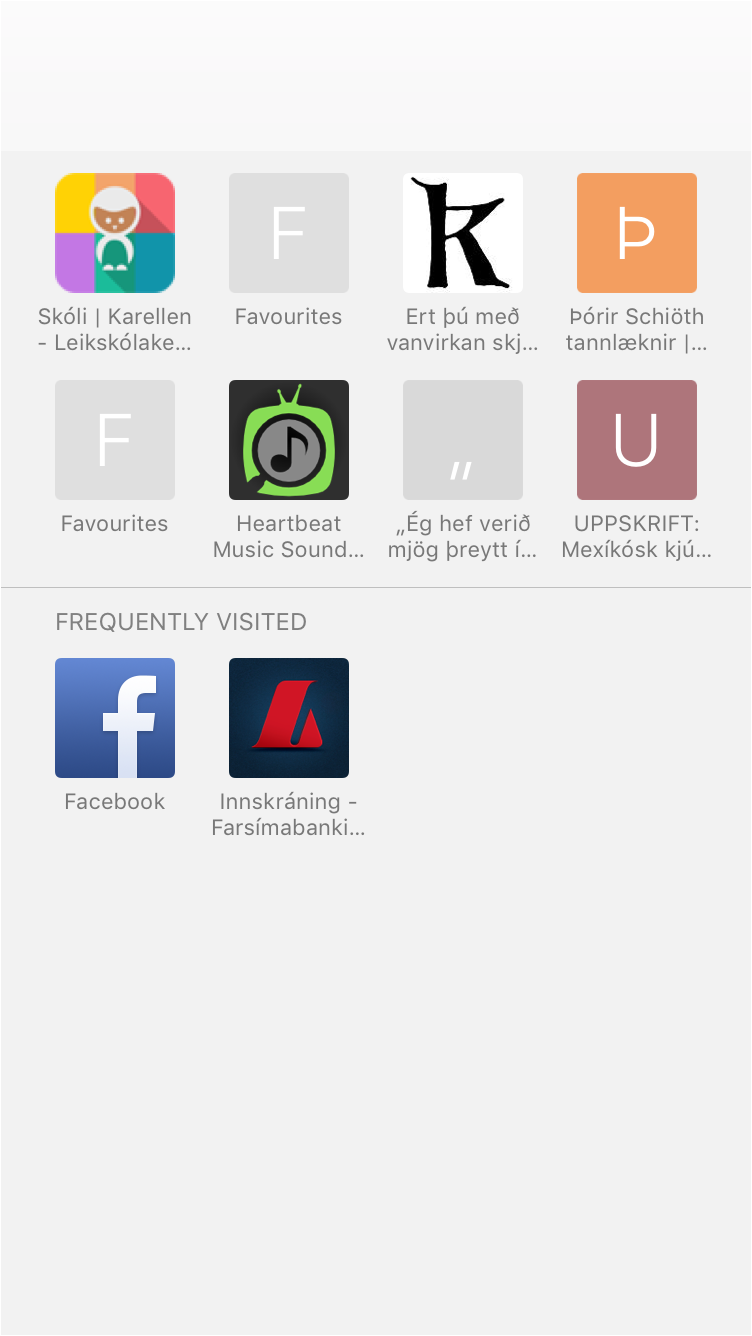 F
Þ
Skóli | Karellen
- Leikskólake...
Favourites
Ert þú með
vanvirkan skj...
Þórir Schiöth
tannlæknir |...
F
„
U
Favourites
Heartbeat
Music Sound...
„Ég hef verið
mjög þreytt í...
UPPSKRIFT:
Mexíkósk kjú...
FREQUENTLY VISITED
f
Facebook
Innskráning -
Farsímabanki...